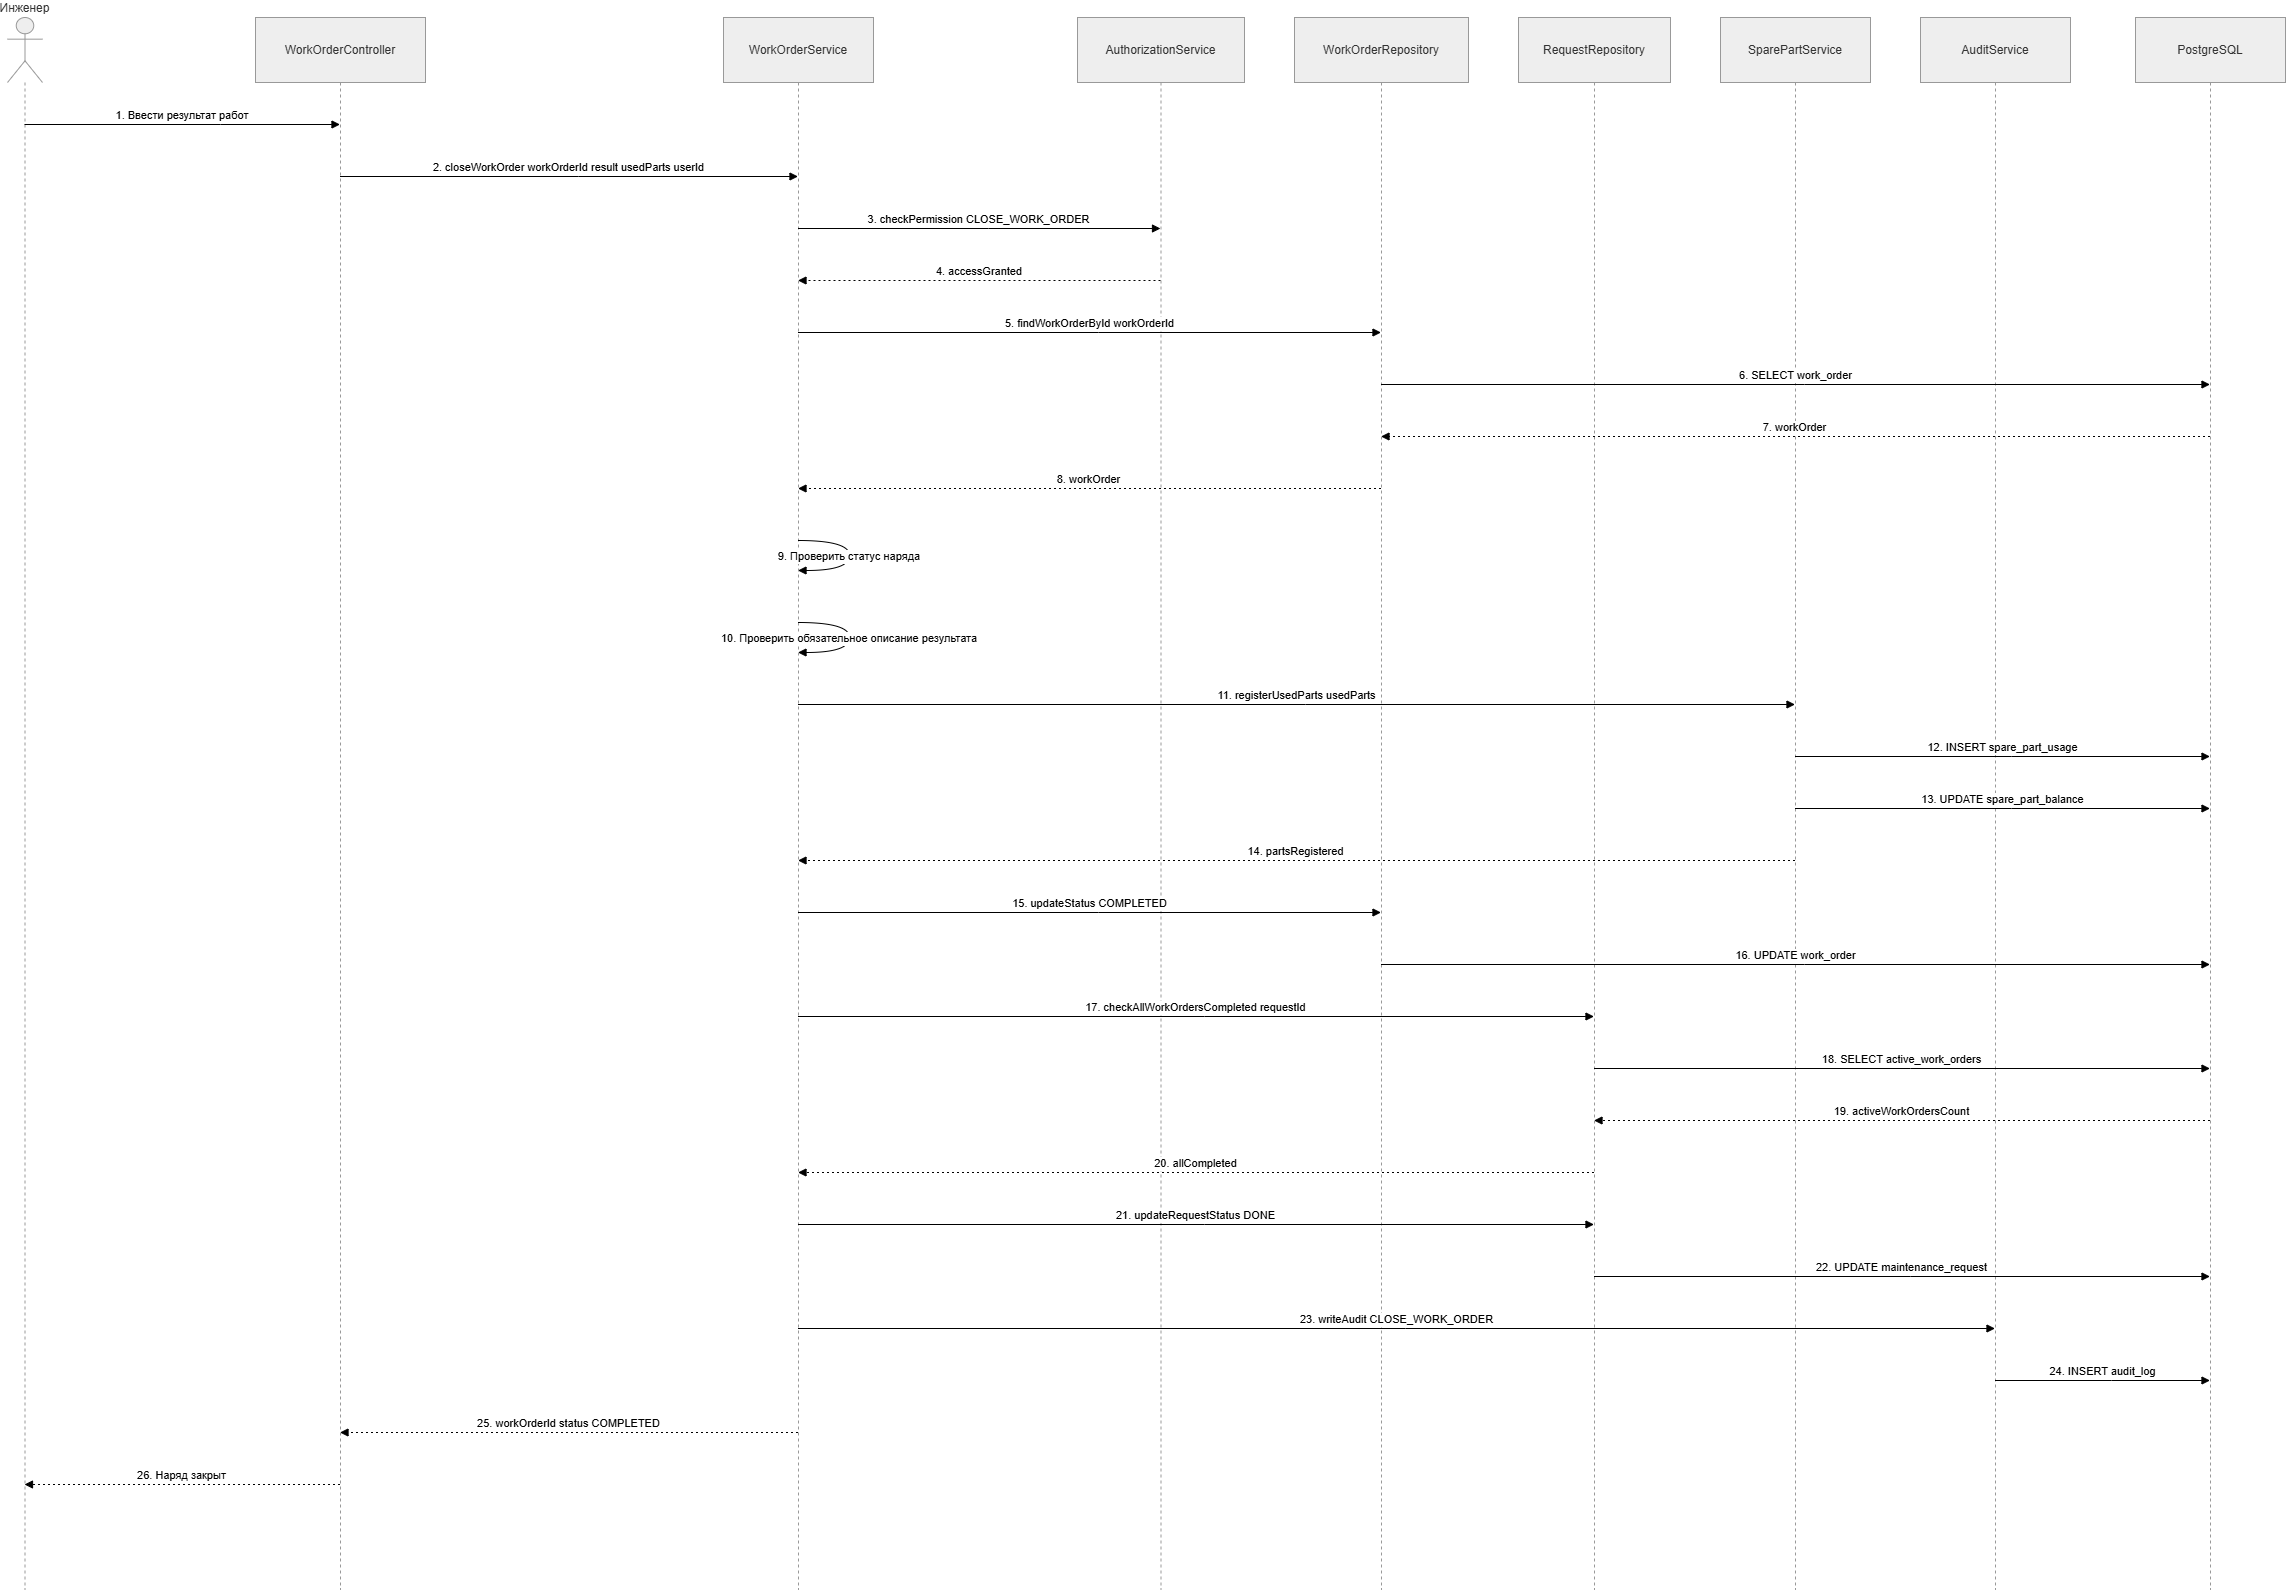 Инженер
WorkOrderController
WorkOrderService
AuthorizationService
WorkOrderRepository
RequestRepository
SparePartService
AuditService
PostgreSQL
1. Ввести результат работ
2. closeWorkOrder workOrderId result usedParts userId
3. checkPermission CLOSE_WORK_ORDER
4. accessGranted
5. findWorkOrderById workOrderId
6. SELECT work_order
7. workOrder
8. workOrder
9. Проверить статус наряда
10. Проверить обязательное описание результата
11. registerUsedParts usedParts
12. INSERT spare_part_usage
13. UPDATE spare_part_balance
14. partsRegistered
15. updateStatus COMPLETED
16. UPDATE work_order
17. checkAllWorkOrdersCompleted requestId
18. SELECT active_work_orders
19. activeWorkOrdersCount
20. allCompleted
21. updateRequestStatus DONE
22. UPDATE maintenance_request
23. writeAudit CLOSE_WORK_ORDER
24. INSERT audit_log
25. workOrderId status COMPLETED
26. Наряд закрыт